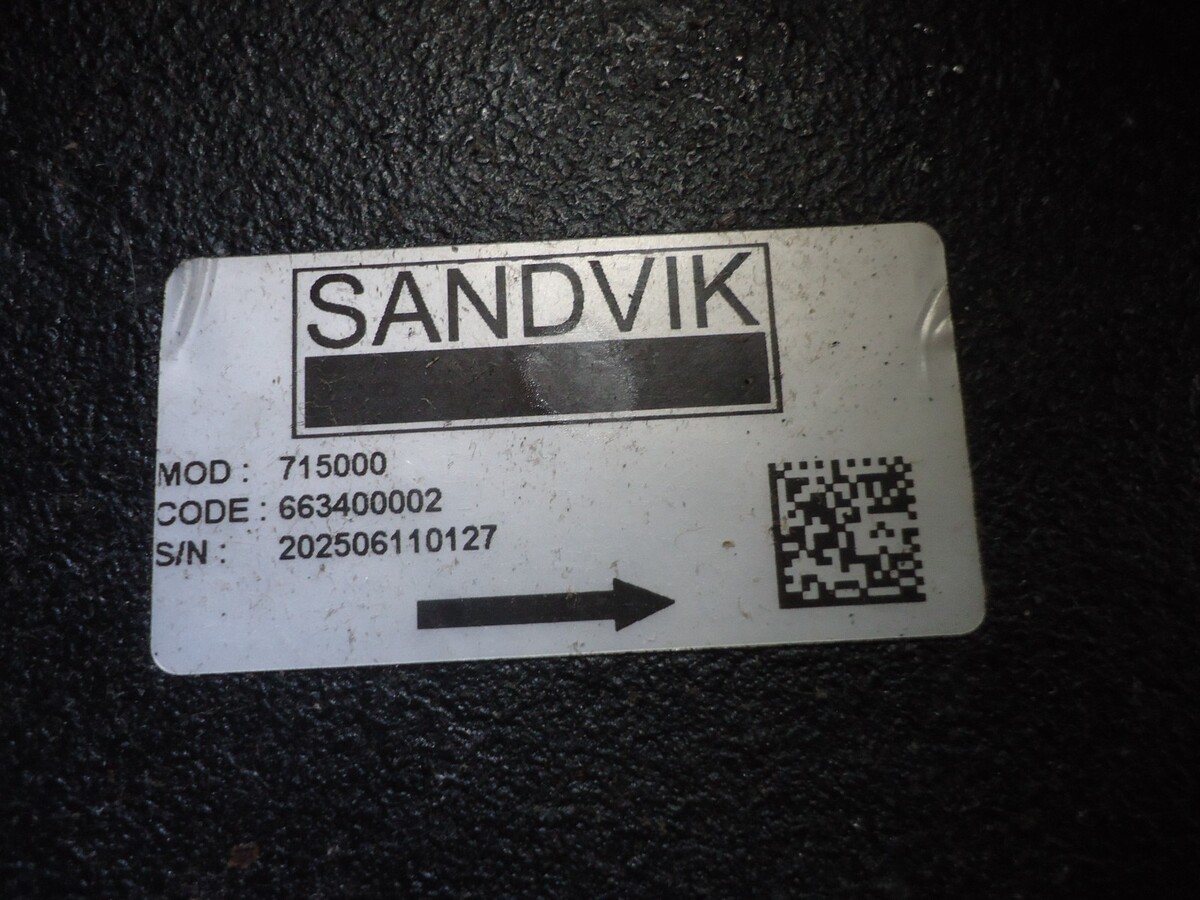 SANDVIK
MOD : 715000
CODE : 663400002
S/N : 202506110127